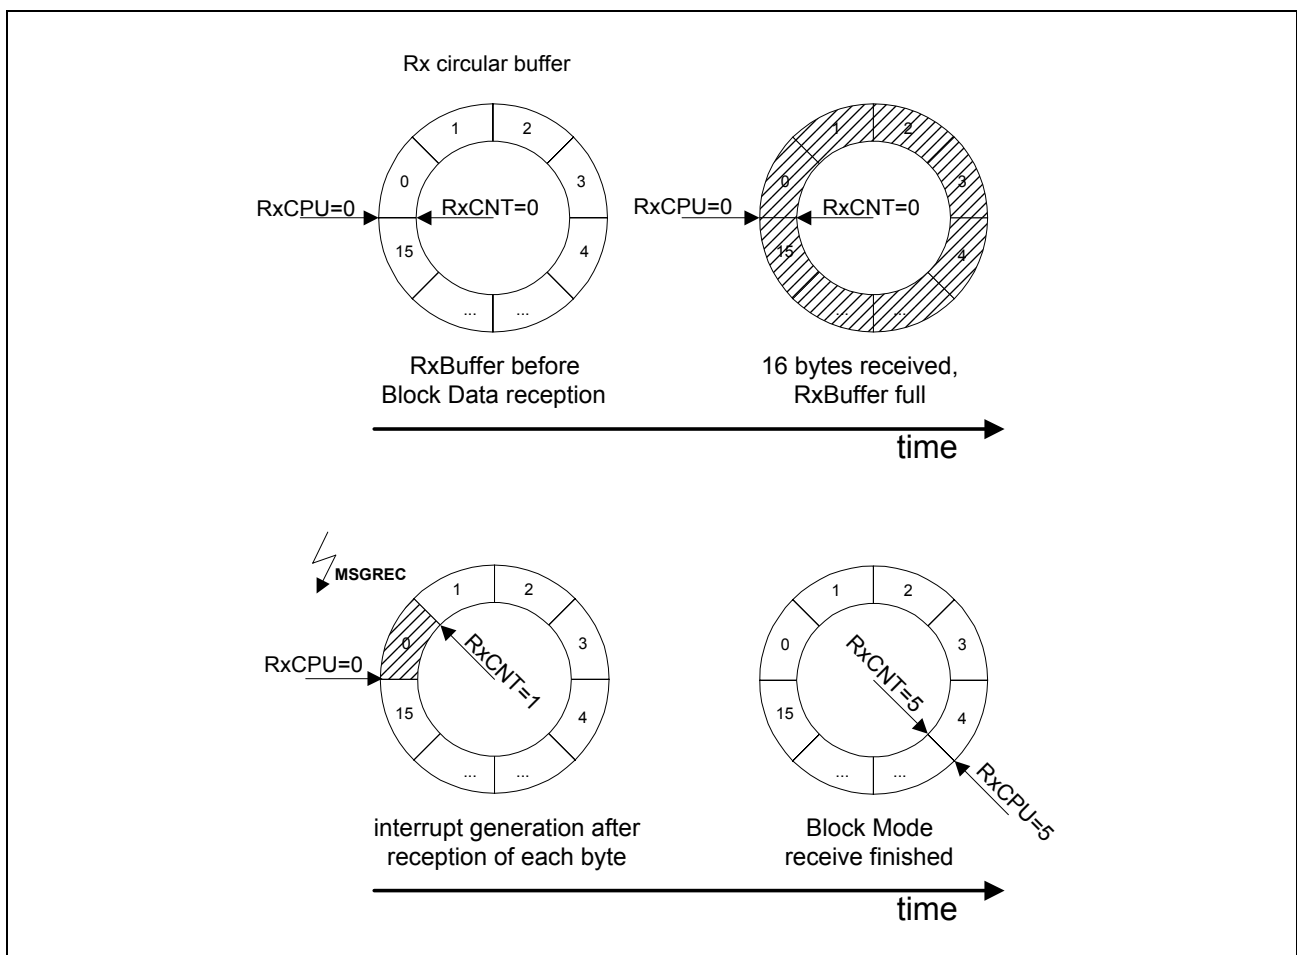 Rx circular buffer
1 2
0 3
RxCPU=0 RxCNT=0
15 4
... ...
RxBuffer before
Block Data reception
1 2
0 3
RxCPU=0 RxCNT=0
15 4
... ...
16 bytes received,
RxBuffer full
time
MSGREC
1 2
0 3
RxCPU=0 RxCNT=1
15 4
... ...
interrupt generation after
reception of each byte
1 2
0 3
RxCNT=5
15 4
... ...
RxCPU=5
Block Mode
receive finished
time